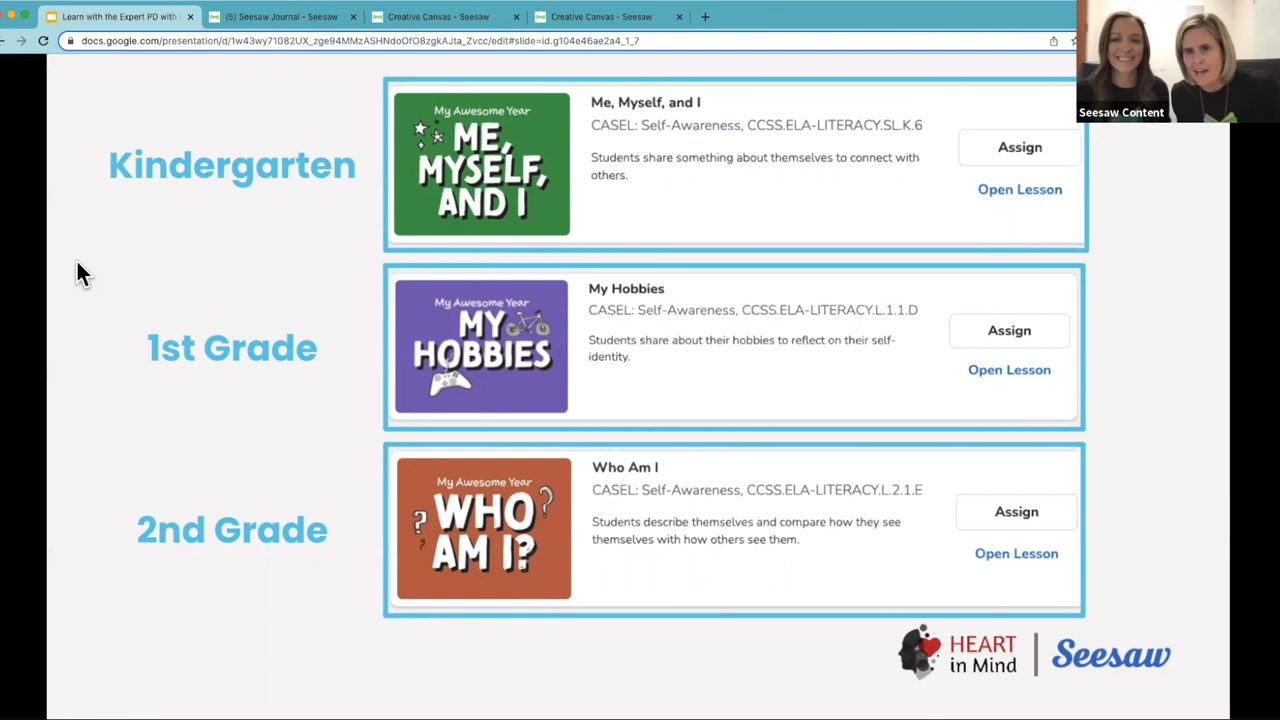 Learn with the Expert PD with
(5) Seesaw Journal - Seesaw
Creative Canvas - Seesaw
Creative Canvas - Seesaw
docs.google.com/presentation/d/1w43wy71082UX_zge94MMzASHNdoOfO8zgkAJta_Zvcc/edit#slide=id.g104e46ae2a4_1_7
Seesaw Content
Kindergarten
My Awesome Year
ME,
MYSELF,
AND I
Me, Myself, and I
CASEL: Self-Awareness, CCSS.ELA-LITERACY.SL.K.6
Students share something about themselves to connect with
others.
Assign
Open Lesson
1st Grade
My Awesome Year
MY
HOBBIES
My Hobbies
CASEL: Self-Awareness, CCSS.ELA-LITERACY.L.1.1.D
Students share about their hobbies to reflect on their self-
identity.
Assign
Open Lesson
2nd Grade
My Awesome Year
WHO
AM I?
? ? ?
Who Am I
CASEL: Self-Awareness, CCSS.ELA-LITERACY.L.2.1.E
Students describe themselves and compare how they see
themselves with how others see them.
Assign
Open Lesson
HEART
in Mind
Seesaw